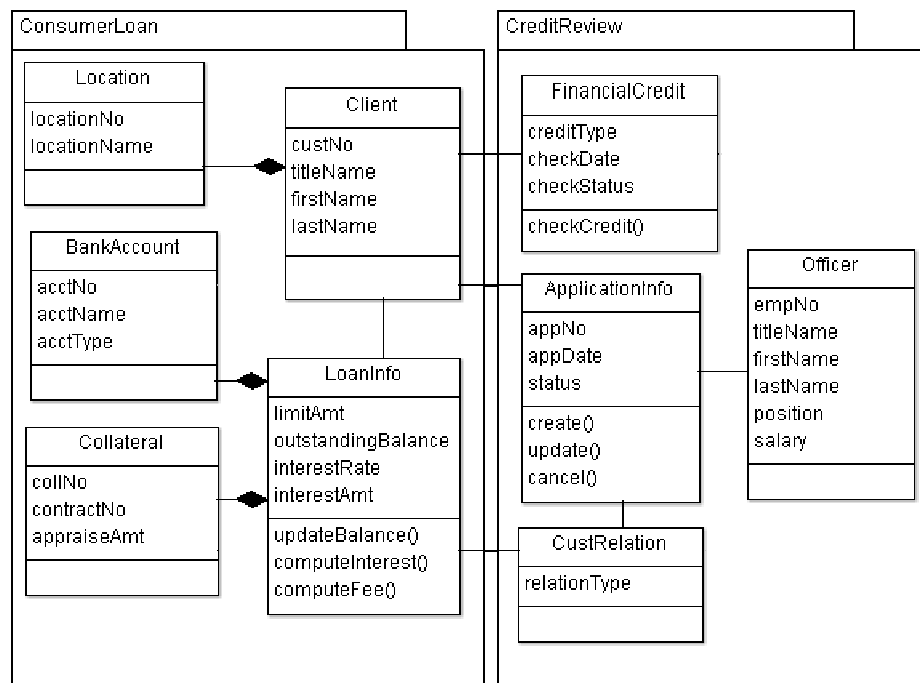 ConsumerLoan
Location
locationNo
locationName
Client
custNo
titleName
firstName
lastName
BankAccount
acctNo
acctName
acctType
LoanInfo
limitAmt
outstandingBalance
interestRate
interestAmt
updateBalance()
computeInterest()
computeFee()
Collateral
collNo
contractNo
appraiseAmt
CreditReview
FinancialCredit
creditType
checkDate
checkStatus
checkCredit()
ApplicationInfo
appNo
appDate
status
create()
update()
cancel()
Officer
empNo
titleName
firstName
lastName
position
salary
CustRelation
relationType